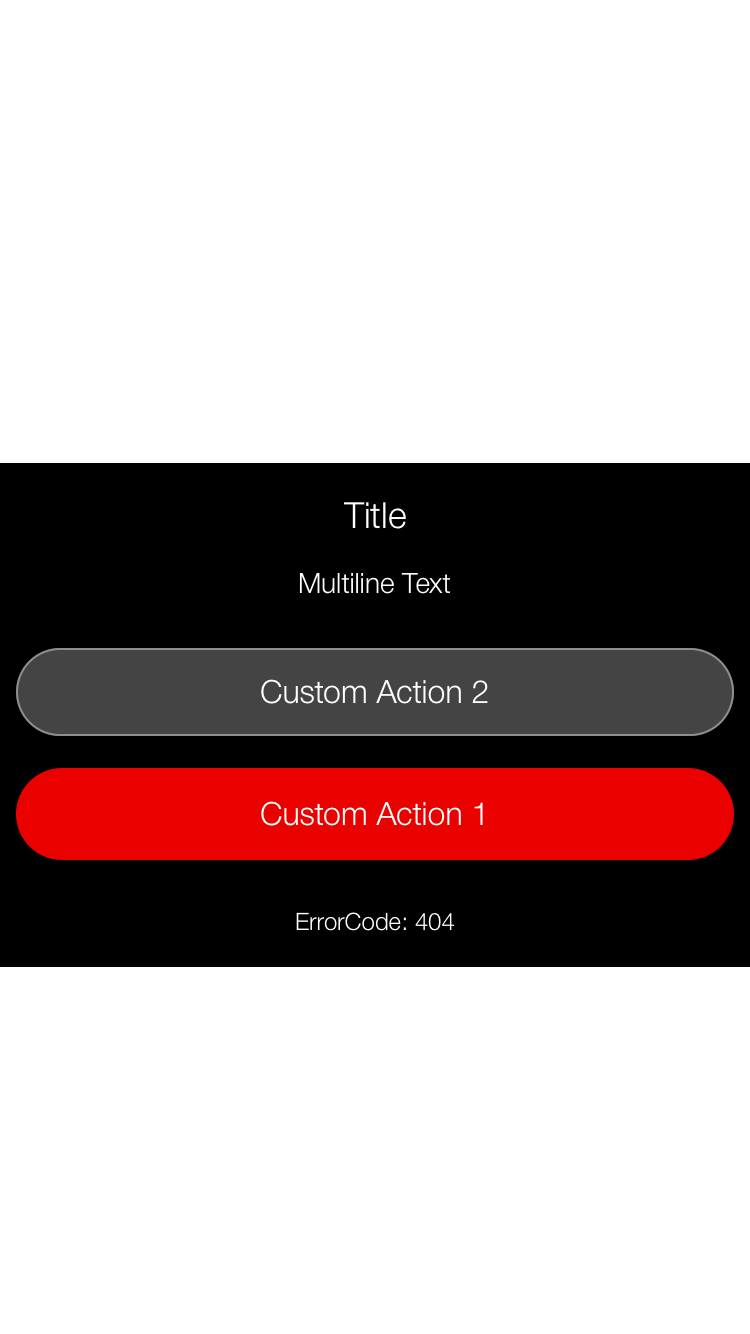 Title
Multiline Text
Custom Action 2
Custom Action 1
ErrorCode: 404